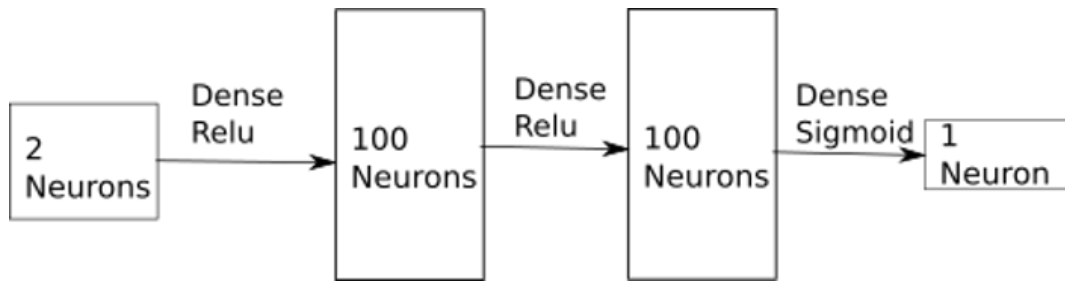 2
Neurons
Dense
Relu
100
Neurons
Dense
Relu
100
Neurons
Dense
Sigmoid
1
Neuron